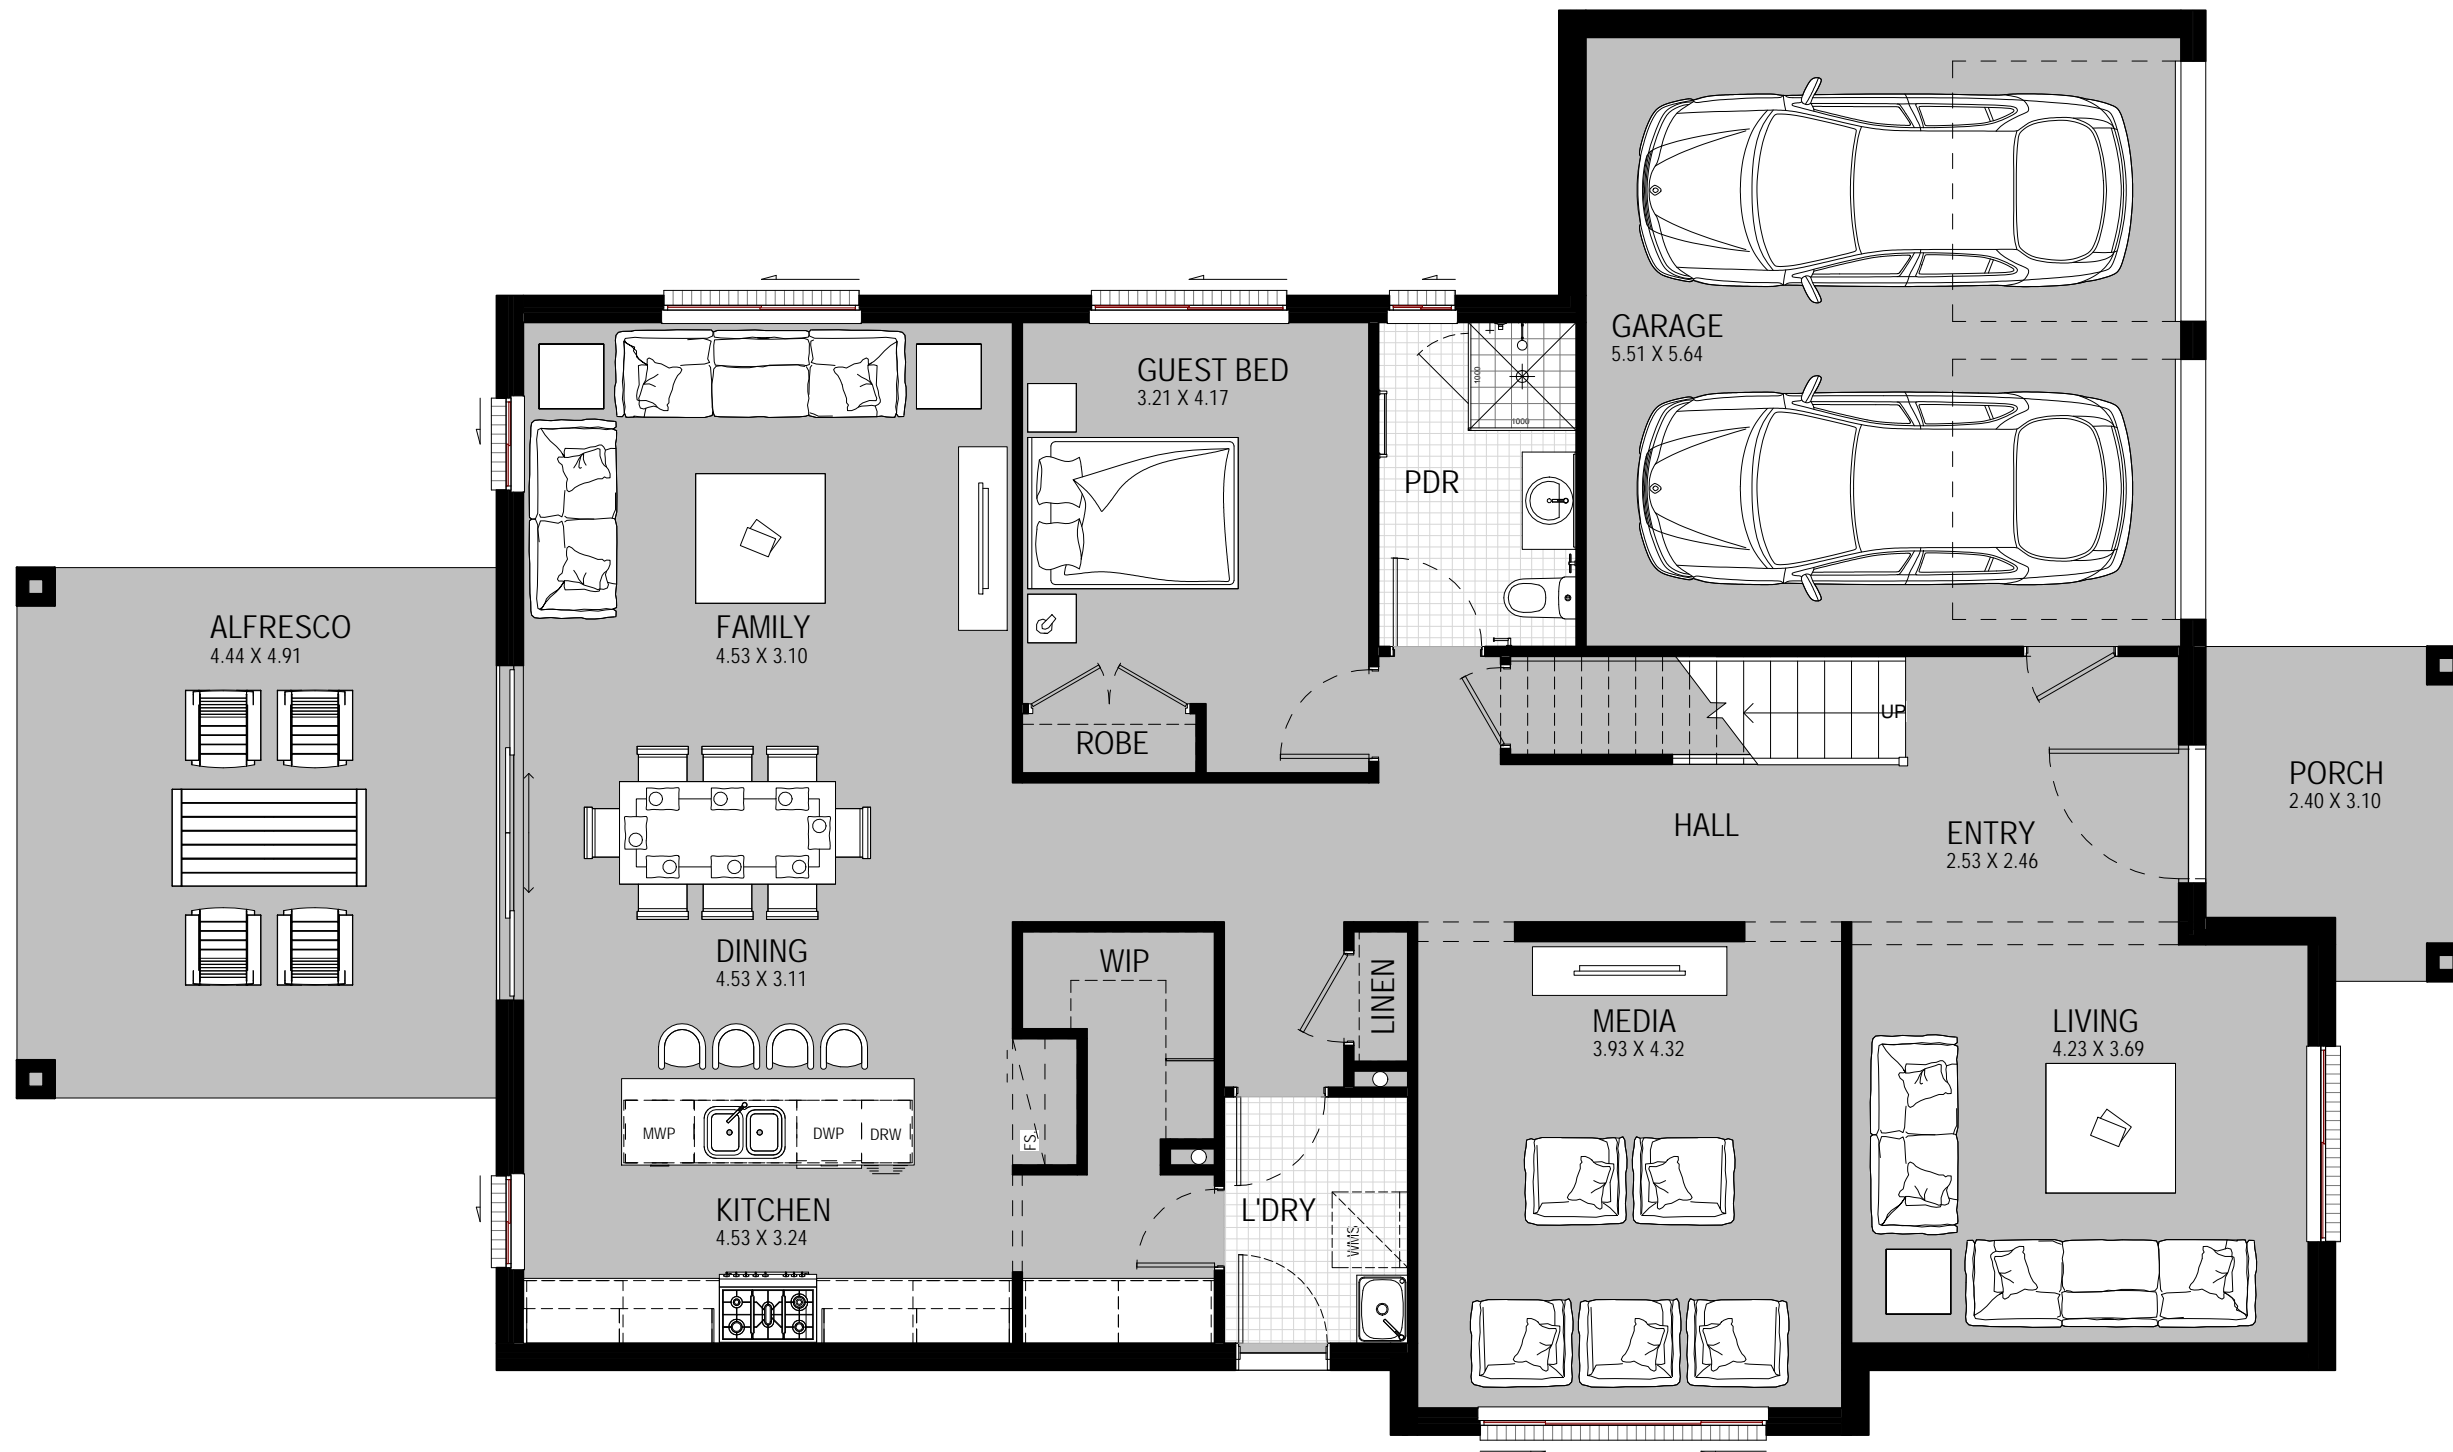 GARAGE
5.51 X 5.64
GUEST BED
3.21 X 4.17
1000
1000
PDR
ALFRESCO
4.44 X 4.91
FAMILY
4.53 X 3.10
ROBE
UP
PORCH
2.40 X 3.10
HALL
ENTRY
2.53 X 2.46
DINING
4.53 X 3.11
WIP
LINEN
MEDIA
3.93 X 4.32
LIVING
4.23 X 3.69
MWP
DWP
DRW
FS.
KITCHEN
4.53 X 3.24
L'DRY
WMS